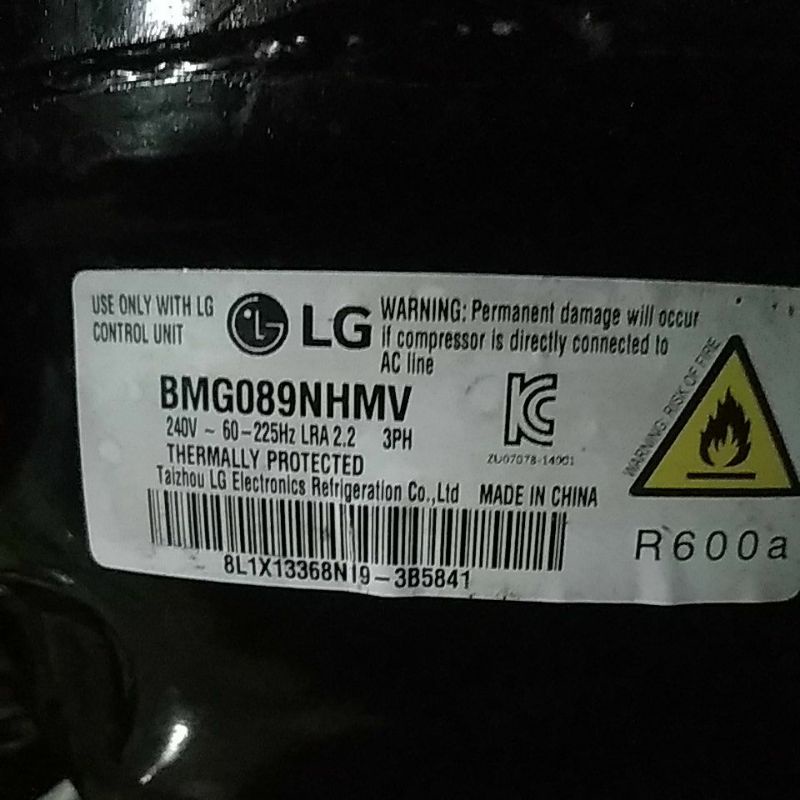 USE ONLY WITH LG
CONTROL UNIT
LG
WARNING: Permanent damage will occur
if compressor is directly connected to
AC line
BMG089NHMV
240V ~ 60-225Hz LRA 2.2 3PH
THERMALLY PROTECTED
Taizhou LG Electronics Refrigeration Co.,Ltd MADE IN CHINA
ZU07078-14001
WARNING: RISK OF FIRE
R600a
8L1X13368N19-3B5841